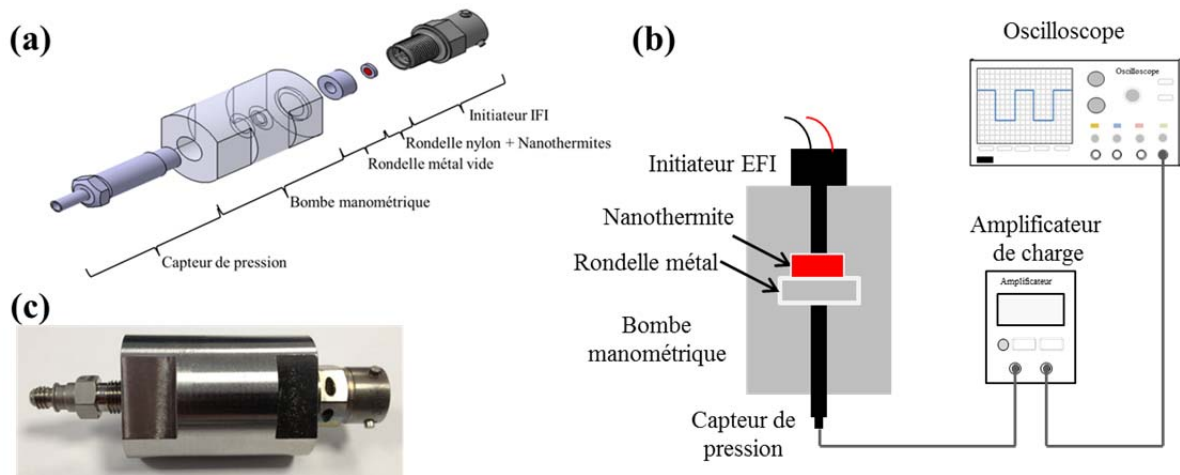 (a)
Initiateur IFI
Rondelle nylon + Nanothermites
Rondelle métal vide
Bombe manométrique
Capteur de pression
(b)
Oscilloscope
Oscilloscope
Initiateur EFI
Nanothermite
Rondelle métal
Bombe
manométrique
Capteur de
pression
Amplificateur
de charge
Amplificateur
(c)